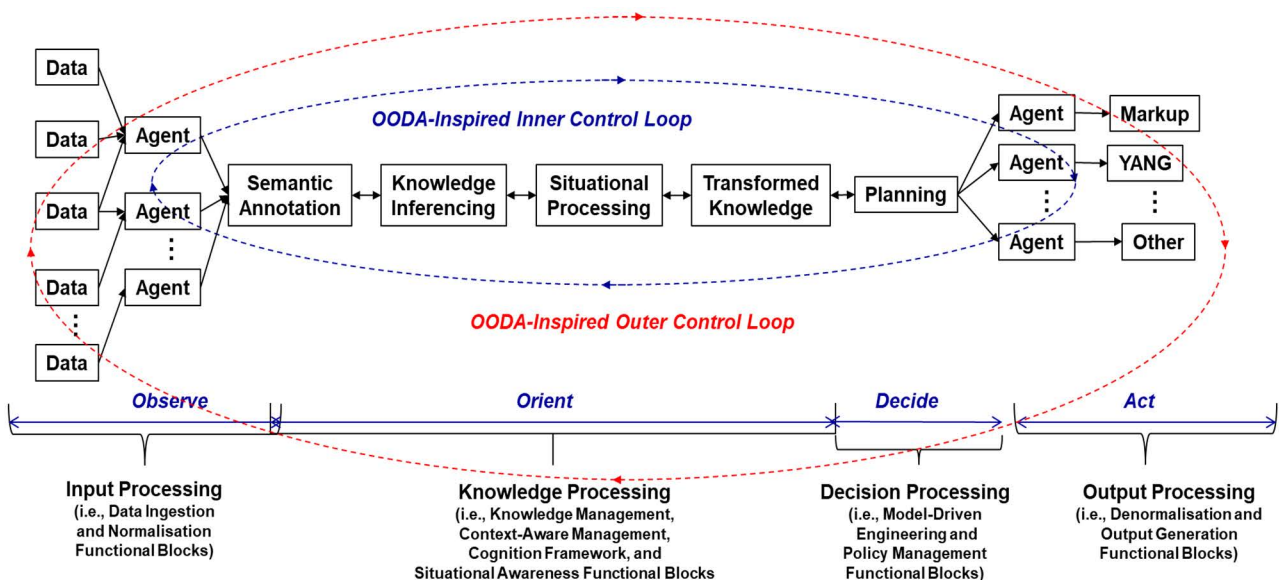 Data
Data
Data
Data
⋮
Data
Agent
Agent
⋮
Agent
OODA-Inspired Inner Control Loop
Semantic
Annotation
Knowledge
Inferencing
Situational
Processing
Transformed
Knowledge
Planning
Agent
Agent
⋮
Agent
Markup
YANG
⋮
Other
OODA-Inspired Outer Control Loop
Observe
Orient
Decide
Act
Input Processing
(i.e., Data Ingestion
and Normalisation
Functional Blocks)
Knowledge Processing
(i.e., Knowledge Management,
Context-Aware Management,
Cognition Framework, and
Situational Awareness Functional Blocks
Decision Processing
(i.e., Model-Driven
Engineering and
Policy Management
Functional Blocks)
Output Processing
(i.e., Denormalisation and
Output Generation
Functional Blocks)